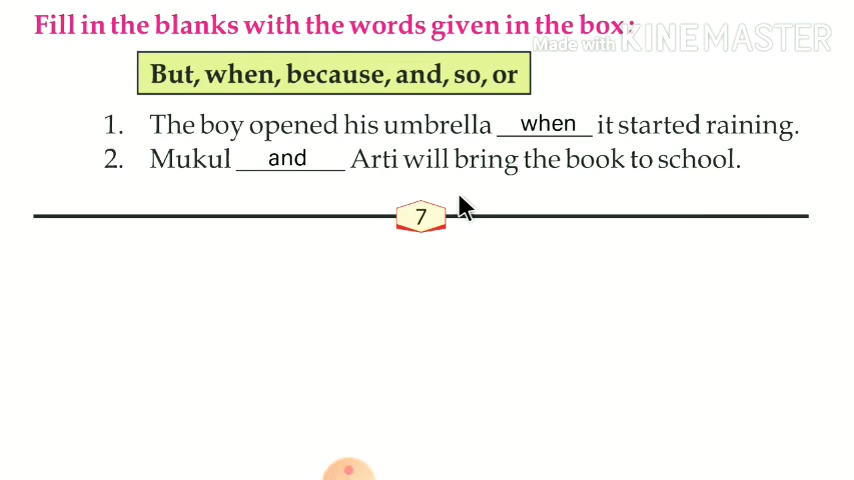 Fill in the blanks with the words given in the box:
Made with KINEMASTER
But, when, because, and, so, or
1. The boy opened his umbrella when it started raining.
2. Mukul and Arti will bring the book to school.
7